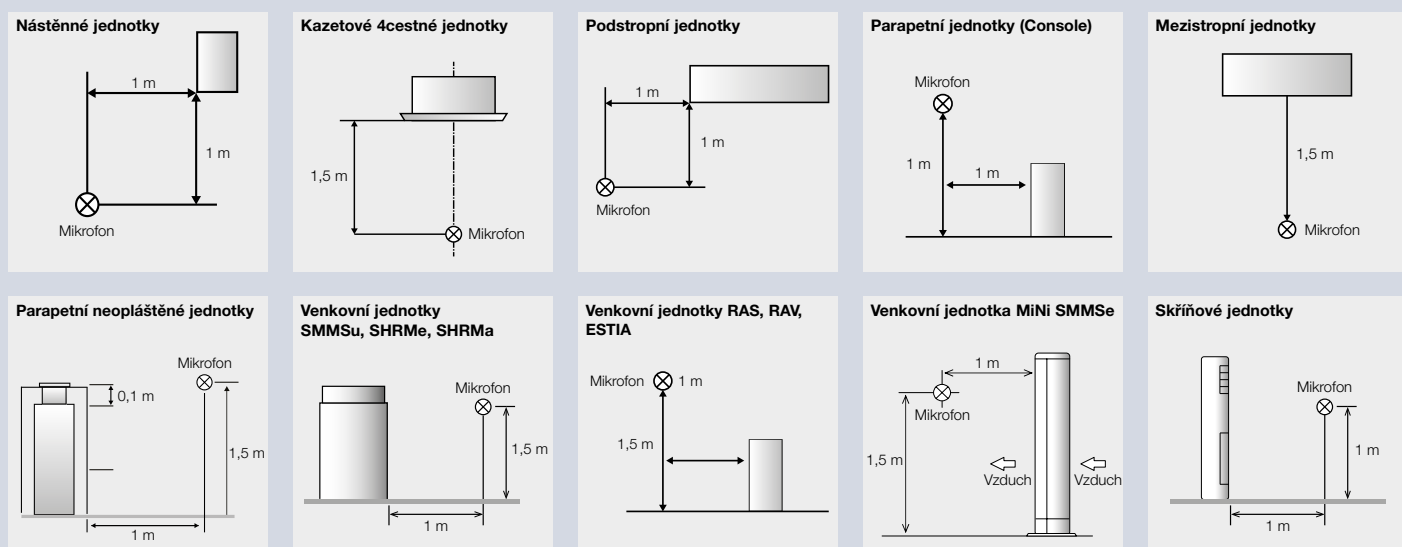 Nástěnné jednotky
1 m
1 m
Mikrofon
Kazetové 4cestné jednotky
1,5 m
Mikrofon
Podstropní jednotky
1 m
1 m
Mikrofon
Parapetní jednotky (Console)
Mikrofon
1 m
1 m
Mezistropní jednotky
1,5 m
Mikrofon
Parapetní neopláštěné jednotky
Mikrofon
0,1 m
1,5 m
1 m
Venkovní jednotky
SMMSu, SHRMe, SHRMa
Mikrofon
1,5 m
1 m
Venkovní jednotky RAS, RAV,
ESTIA
Mikrofon 1 m
1,5 m
Venkovní jednotka MiNi SMMSe
1 m
Mikrofon
1,5 m
Vzduch Vzduch
Skříňové jednotky
Mikrofon
1 m
1 m